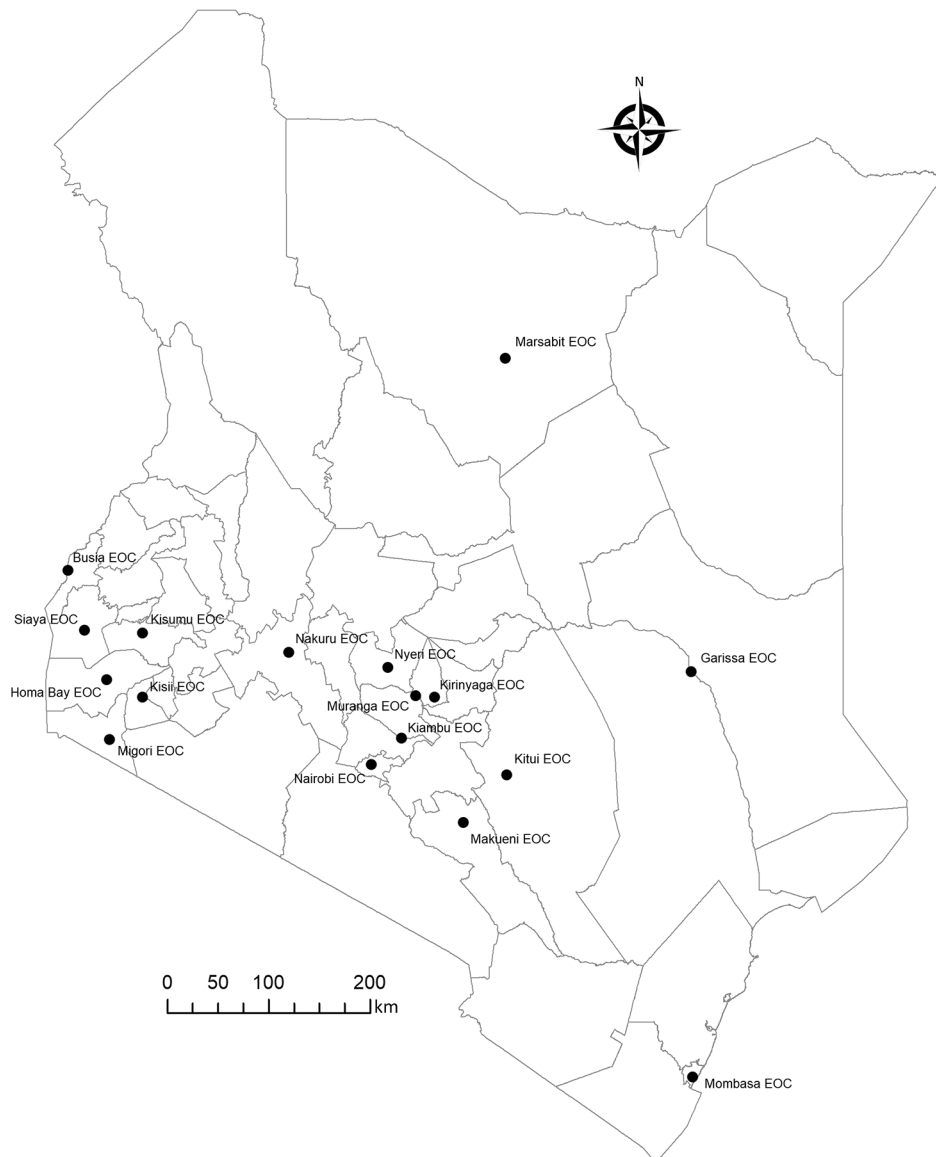 N
Marsabit EOC
Busia EOC
Siaya EOC
Kisumu EOC
Nakuru EOC
Nyeri EOC
Garissa EOC
Homa Bay EOC
Kisii EOC
Kirinyaga EOC
Muranga EOC
Kiambu EOC
Migori EOC
Kitui EOC
Nairobi EOC
Makueni EOC
0 50 100 200
km
Mombasa EOC